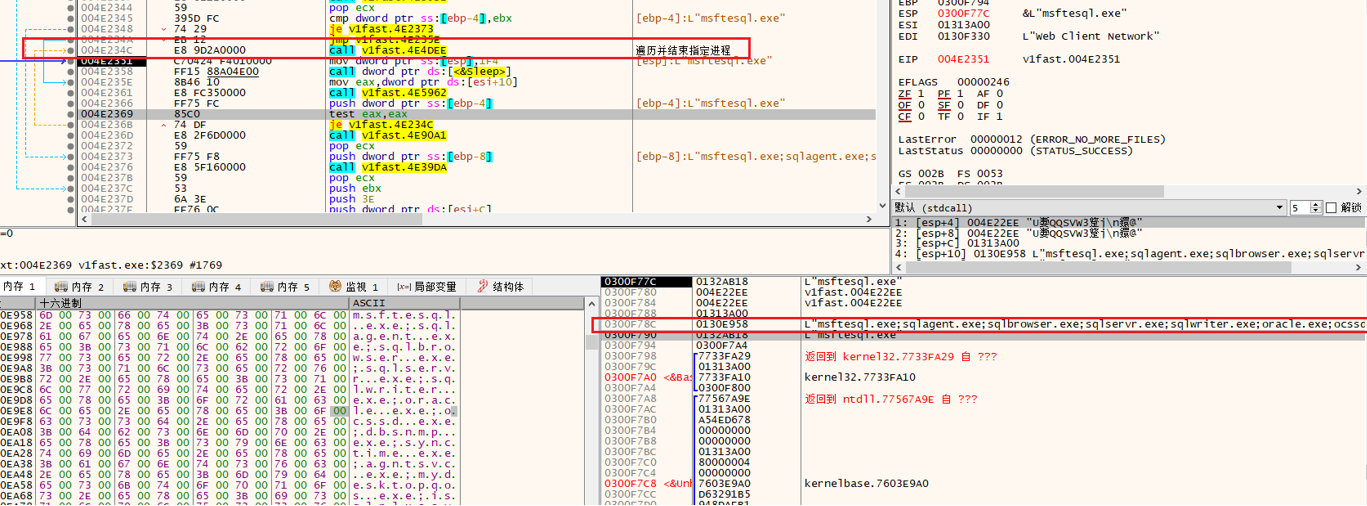 004E2344 59 pop ecx
004E2345 395D FC cmp dword ptr ss:[ebp-4],ebx [ebp-4]:L"msftesql.exe"
004E2348 74 29 je v1fast.4E2373
EB 12 jmp v1fast.4E235E
004E234C E8 9D2A0000 call v1fast.4E4DEE 遍历并结束指定进程
004E2351 C70424 F4010000 mov dword ptr ss:[esp],1F4 [esp]:L"msftesql.exe"
004E2358 FF15 88A04E00 call dword ptr ds:[<&Sleep>]
004E235E 8B46 10 mov eax,dword ptr ds:[esi+10]
004E2361 E8 FC350000 call v1fast.4E5962
004E2366 FF75 FC push dword ptr ss:[ebp-4] [ebp-4]:L"msftesql.exe"
004E2369 85C0 test eax,eax
004E236B 74 DF je v1fast.4E234C
004E236D E8 2F6D0000 call v1fast.4E90A1
004E2372 59 pop ecx
004E2373 FF75 F8 push dword ptr ss:[ebp-8] [ebp-8]:L"msftesql.exe;sqlagent.exe;s
004E2376 E8 5F160000 call v1fast.4E39DA
004E237B 59 pop ecx
004E237C 53 push ebx
004E237D 6A 3E push 3E
004E237F FF76 0C push dword ptr ds:[esi+C]
EBP 0300F794
ESP 0300F77C &L"msftesql.exe"
ESI 01313A00
EDI 0130F330 L"Web Client Network"
EIP 004E2351 v1fast.004E2351
EFLAGS 00000246
ZF 1 PF 1 AF 0
OF 0 SF 0 DF 0
CF 0 TF 0 IF 1
LastError 00000012 (ERROR_NO_MORE_FILES)
LastStatus 00000000 (STATUS_SUCCESS)
GS 002B FS 0053
默认 (stdcall) 5 解锁
1: [esp+4] 004E22EE
2: [esp+8] 004E22EE
3: [esp+C] 01313A00
4: [esp+10] 0130E958 L"msftesql.exe;sqlagent.exe;sqlbrowser.exe;sqlservr
=0
xt:004E2369 v1fast.exe:$2369 #1769
内存 1 内存 2 内存 3 内存 4 内存 5 监视 1 局部变量 结构体
十六进制 ASCII
0E958 6D 00 73 00 66 00 74 00 65 00 73 00 71 00 6C 00 m.s.f.t.e.s.q.l.
0E968 2E 00 65 00 78 00 65 00 3B 00 73 00 71 00 6C 00 ..e.x.e.;.s.q.l.
0E978 61 00 67 00 65 00 6E 00 74 00 2E 00 65 00 78 00 a.g.e.n.t...e.x.
0E988 65 00 3B 00 73 00 71 00 6C 00 62 00 72 00 6F 00 e.;.s.q.l.b.r.o.
0E998 77 00 73 00 65 00 72 00 2E 00 65 00 78 00 65 00 w.s.e.r...e.x.e.
0E9A8 3B 00 73 00 71 00 6C 00 73 00 65 00 72 00 76 00 ;.s.q.l.s.e.r.v.
0E9B8 72 00 2E 00 65 00 78 00 65 00 3B 00 73 00 71 00 r...e.x.e.;.s.q.
0E9C8 6C 00 77 00 72 00 69 00 74 00 65 00 72 00 2E 00 l.w.r.i.t.e.r...
0E9D8 65 00 78 00 65 00 3B 00 6F 00 72 00 61 00 63 00 e.x.e.;.o.r.a.c.
0E9E8 6C 00 65 00 2E 00 65 00 78 00 65 00 3B 00 6F 00 l.e...e.x.e.;.o.
0E9F8 63 00 73 00 73 00 64 00 2E 00 65 00 78 00 65 00 c.s.s.d...e.x.e.
0EA08 3B 00 64 00 62 00 73 00 6E 00 6D 00 70 00 2E 00 ;.d.b.s.n.m.p...
0EA18 65 00 78 00 65 00 3B 00 73 00 79 00 6E 00 63 00 e.x.e.;.s.y.n.c.
0EA28 74 00 69 00 6D 00 65 00 2E 00 65 00 78 00 65 00 t.i.m.e...e.x.e.
0EA38 3B 00 61 00 67 00 6E 00 74 00 73 00 76 00 63 00 ;.a.g.n.t.s.v.c.
0EA48 2E 00 65 00 78 00 65 00 3B 00 6D 00 79 00 64 00 ..e.x.e.;.m.y.d.
0EA58 65 00 73 00 6B 00 74 00 6F 00 70 00 71 00 6F 00 e.s.k.t.o.p.q.o.
0EA68 73 00 2E 00 65 00 78 00 65 00 3B 00 69 00 73 00 s...e.x.e.;.i.s.
0300F77C 0132AB18 L"msftesql.exe"
0300F780 004E22EE v1fast.004E22EE
0300F784 004E22EE v1fast.004E22EE
0300F788 01313A00
0300F78C 0130E958 L"msftesql.exe;sqlagent.exe;sqlbrowser.exe;sqlservr.exe;sqlwriter.exe;oracle.exe;ocssd
0300F790 0132AB18 L"msftesql.exe"
0300F794 0300F7A4
0300F798 7733FA29 返回到 kernel32.7733FA29 自 ???
0300F79C 01313A00
0300F7A0 <&Bas 7733FA10 kernel32.7733FA10
0300F7A4 0300F800
0300F7A8 77567A9E 返回到 ntdll.77567A9E 自 ???
0300F7AC 01313A00
0300F7B0 A54ED678
0300F7B4 00000000
0300F7B8 00000000
0300F7BC 01313A00
0300F7C0 80000004
0300F7C4 00000000
0300F7C8 <&Unh 7603E9A0 kernelbase.7603E9A0
0300F7CC D63291B5